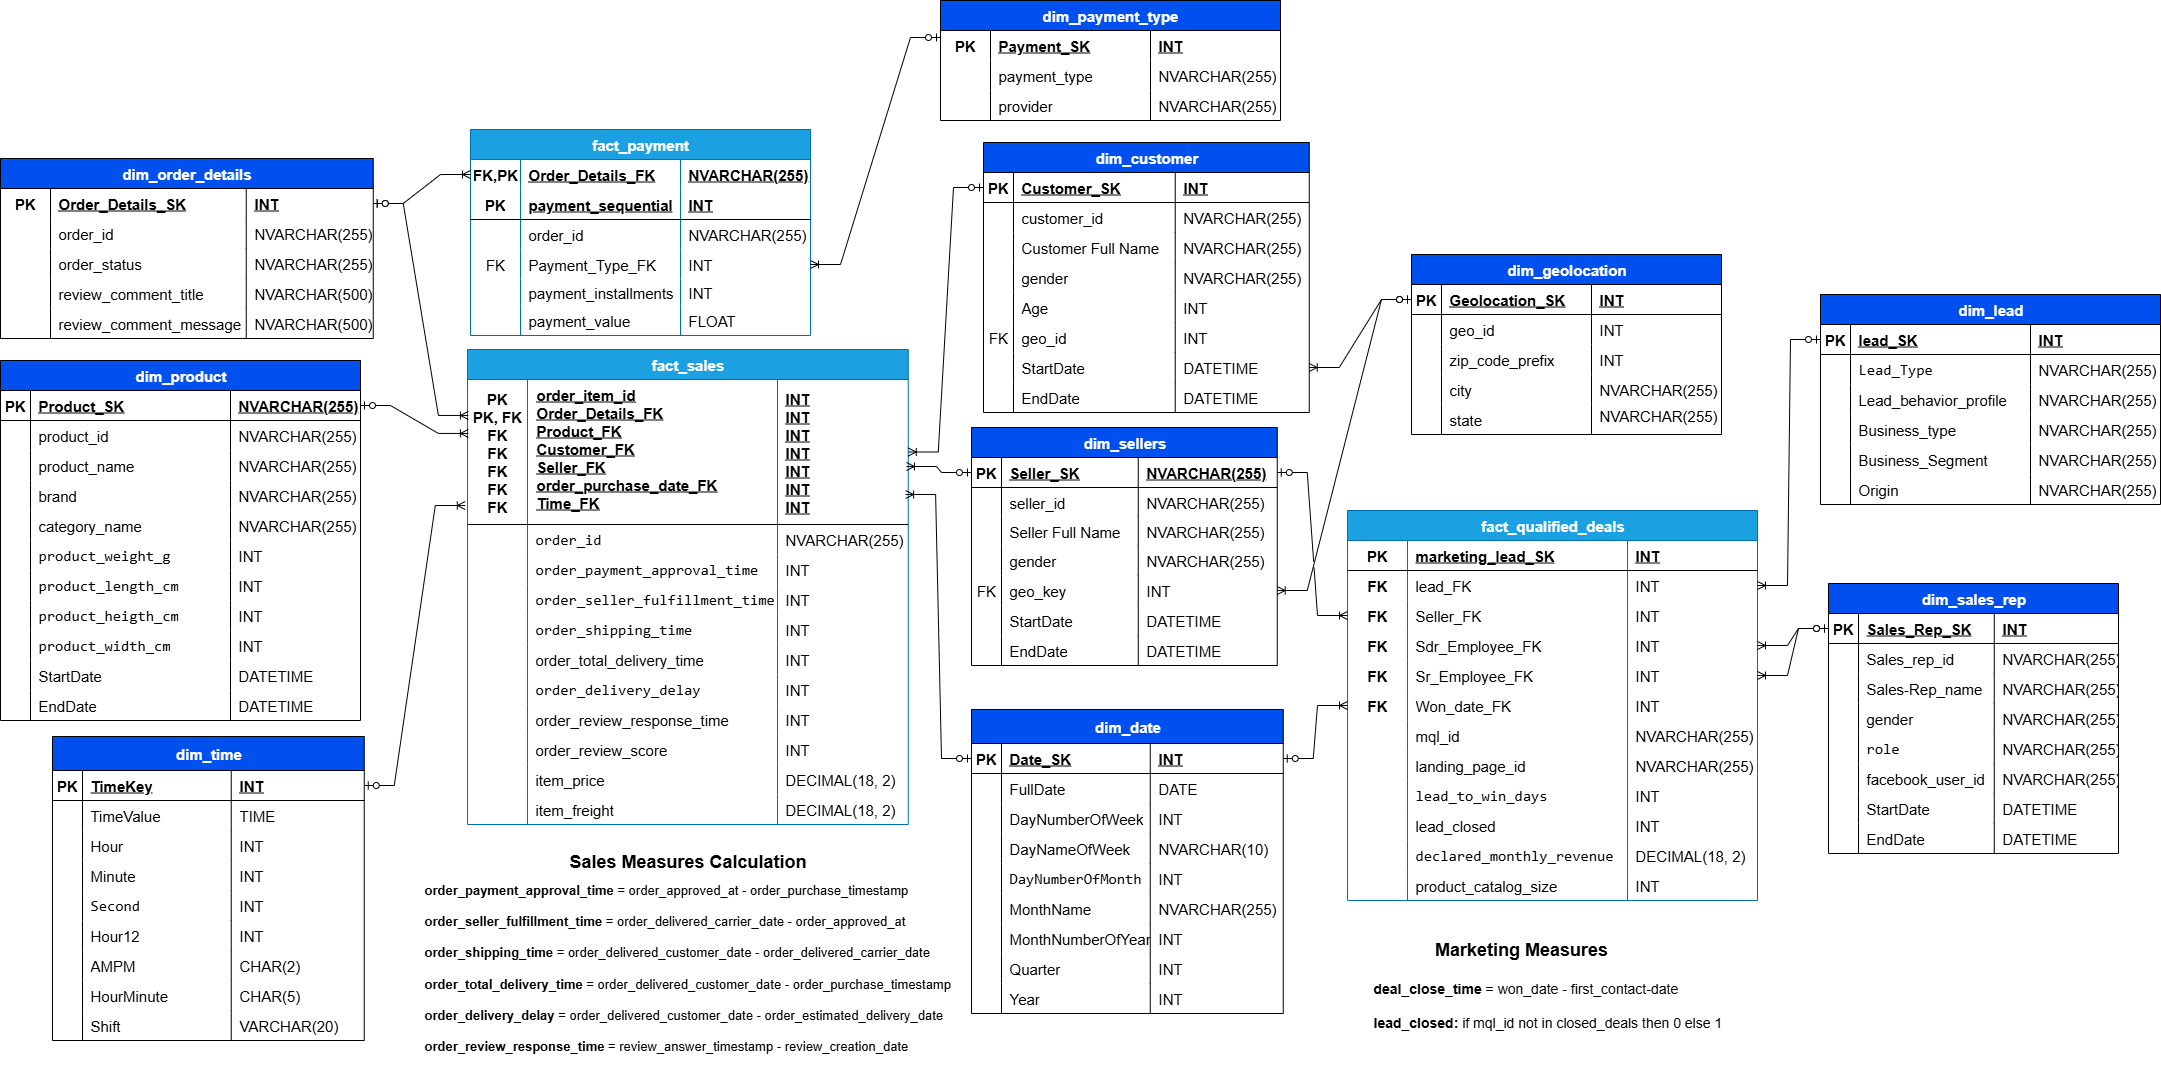 dim_payment_type
PK Payment_SK INT
payment_type NVARCHAR(255)
provider NVARCHAR(255)
fact_payment
FK,PK Order_Details_FK NVARCHAR(255)
PK payment_sequential INT
order_id NVARCHAR(255)
FK Payment_Type_FK INT
payment_installments INT
payment_value FLOAT
dim_order_details
PK Order_Details_SK INT
order_id NVARCHAR(255)
order_status NVARCHAR(255)
review_comment_title NVARCHAR(500)
review_comment_message NVARCHAR(500)
dim_customer
PK Customer_SK INT
customer_id NVARCHAR(255)
Customer Full Name NVARCHAR(255)
gender NVARCHAR(255)
Age INT
FK geo_id INT
StartDate DATETIME
EndDate DATETIME
dim_geolocation
PK Geolocation_SK INT
geo_id INT
zip_code_prefix INT
city NVARCHAR(255)
state NVARCHAR(255)
dim_lead
PK lead_SK INT
Lead_Type NVARCHAR(255)
Lead_behavior_profile NVARCHAR(255)
Business_type NVARCHAR(255)
Business_Segment NVARCHAR(255)
Origin NVARCHAR(255)
dim_product
PK Product_SK NVARCHAR(255)
product_id NVARCHAR(255)
product_name NVARCHAR(255)
brand NVARCHAR(255)
category_name NVARCHAR(255)
product_weight_g INT
product_length_cm INT
product_heigth_cm INT
product_width_cm INT
StartDate DATETIME
EndDate DATETIME
fact_sales
PK order_item_id INT
PK, FK Order_Details_FK INT
FK Product_FK INT
FK Customer_FK INT
FK Seller_FK INT
FK order_purchase_date_FK INT
FK Time_FK INT
order_id NVARCHAR(255)
order_payment_approval_time INT
order_seller_fulfillment_time INT
order_shipping_time INT
order_total_delivery_time INT
order_delivery_delay INT
order_review_response_time INT
order_review_score INT
item_price DECIMAL(18, 2)
item_freight DECIMAL(18, 2)
dim_sellers
PK Seller_SK NVARCHAR(255)
seller_id NVARCHAR(255)
Seller Full Name NVARCHAR(255)
gender NVARCHAR(255)
FK geo_key INT
StartDate DATETIME
EndDate DATETIME
fact_qualified_deals
PK marketing_lead_SK INT
FK lead_FK INT
FK Seller_FK INT
FK Sdr_Employee_FK INT
FK Sr_Employee_FK INT
FK Won_date_FK INT
mql_id NVARCHAR(255)
landing_page_id NVARCHAR(255)
lead_to_win_days INT
lead_closed INT
declared_monthly_revenue DECIMAL(18, 2)
product_catalog_size INT
dim_sales_rep
PK Sales_Rep_SK INT
Sales_rep_id NVARCHAR(255)
Sales-Rep_name NVARCHAR(255)
gender NVARCHAR(255)
role NVARCHAR(255)
facebook_user_id NVARCHAR(255)
StartDate DATETIME
EndDate DATETIME
dim_time
PK TimeKey INT
TimeValue TIME
Hour INT
Minute INT
Second INT
Hour12 INT
AMPM CHAR(2)
HourMinute CHAR(5)
Shift VARCHAR(20)
dim_date
PK Date_SK INT
FullDate DATE
DayNumberOfWeek INT
DayNameOfWeek NVARCHAR(10)
DayNumberOfMonth INT
MonthName NVARCHAR(255)
MonthNumberOfYear INT
Quarter INT
Year INT
Sales Measures Calculation
order_payment_approval_time = order_approved_at - order_purchase_timestamp
order_seller_fulfillment_time = order_delivered_carrier_date - order_approved_at
order_shipping_time = order_delivered_customer_date - order_delivered_carrier_date
order_total_delivery_time = order_delivered_customer_date - order_purchase_timestamp
order_delivery_delay = order_delivered_customer_date - order_estimated_delivery_date
order_review_response_time = review_answer_timestamp - review_creation_date
Marketing Measures
deal_close_time = won_date - first_contact-date
lead_closed: if mql_id not in closed_deals then 0 else 1